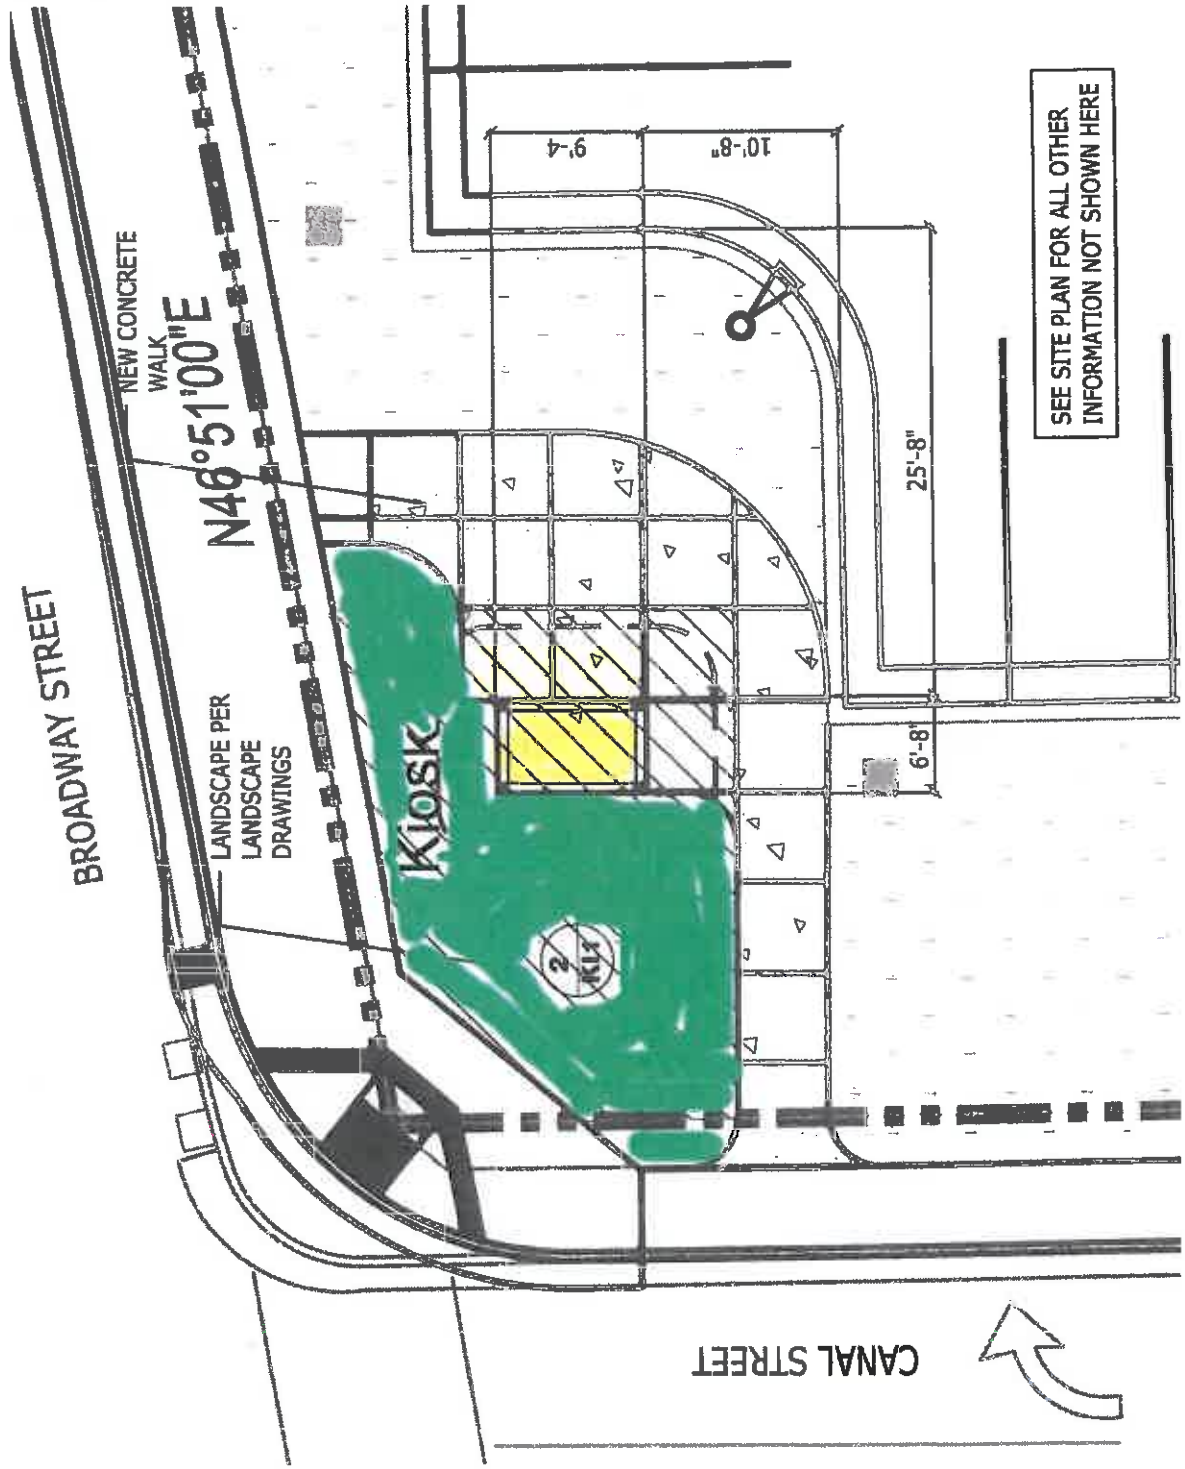 BROADWAY STREET
NEW CONCRETE
WALK
N46°51'00"E
LANDSCAPE PER
LANDSCAPE
DRAWINGS
Kiosk
2
KL1
9'-4
10'-8"
25'-8"
6'-8"
SEE SITE PLAN FOR ALL OTHER
INFORMATION NOT SHOWN HERE
CANAL STREET